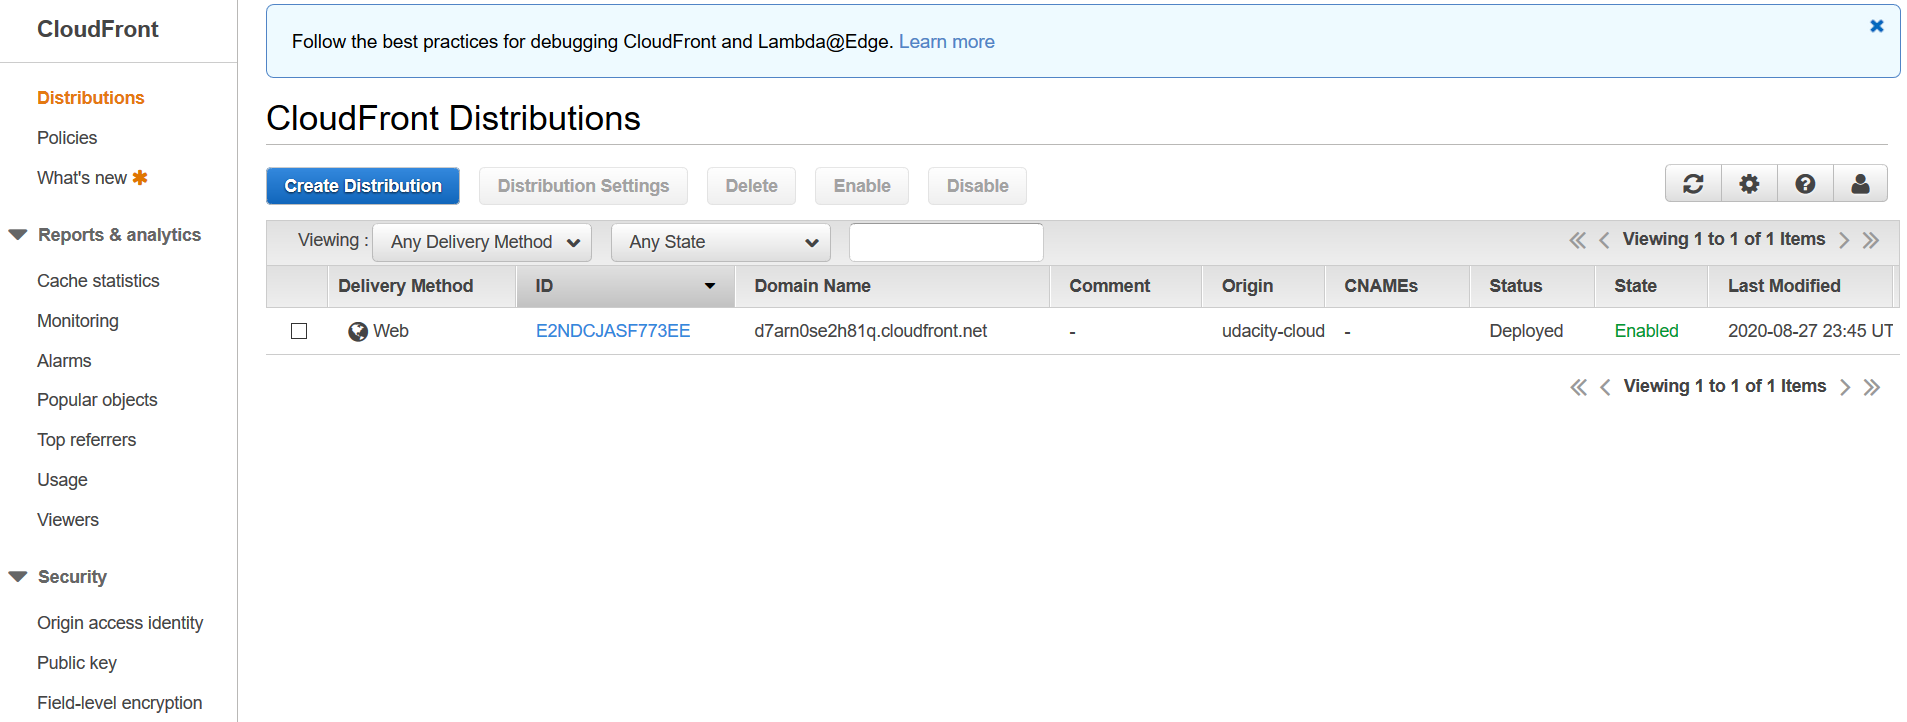 CloudFront
Distributions
Policies
What's new
Reports & analytics
Cache statistics
Monitoring
Alarms
Popular objects
Top referrers
Usage
Viewers
Security
Origin access identity
Public key
Field-level encryption
Follow the best practices for debugging CloudFront and Lambda@Edge. Learn more
CloudFront Distributions
Create Distribution Distribution Settings Delete Enable Disable
Viewing : Any Delivery Method Any State Viewing 1 to 1 of 1 Items
Delivery Method ID Domain Name Comment Origin CNAMEs Status State Last Modified
Web E2NDCJASF773EE d7arn0se2h81q.cloudfront.net - udacity-cloud - Deployed Enabled 2020-08-27 23:45 UT
Viewing 1 to 1 of 1 Items